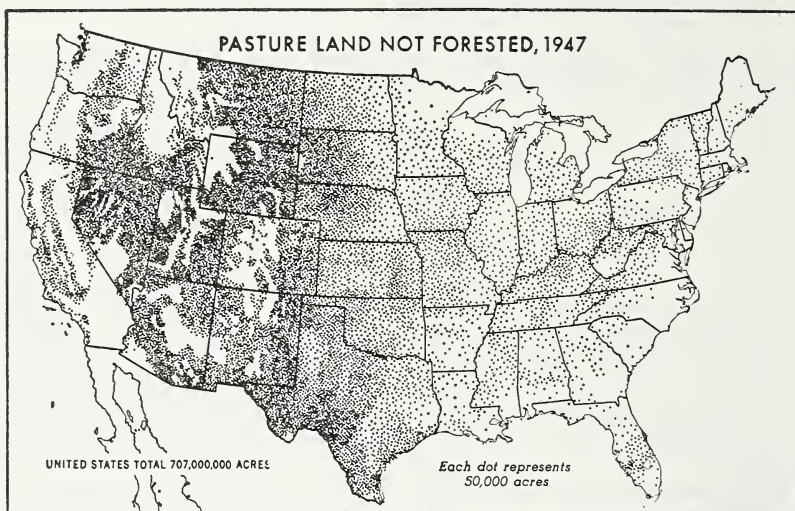 PASTURE LAND NOT FORESTED, 1947
UNITED STATES TOTAL 707,000,000 ACRES
Each dot represents
50,000 acres